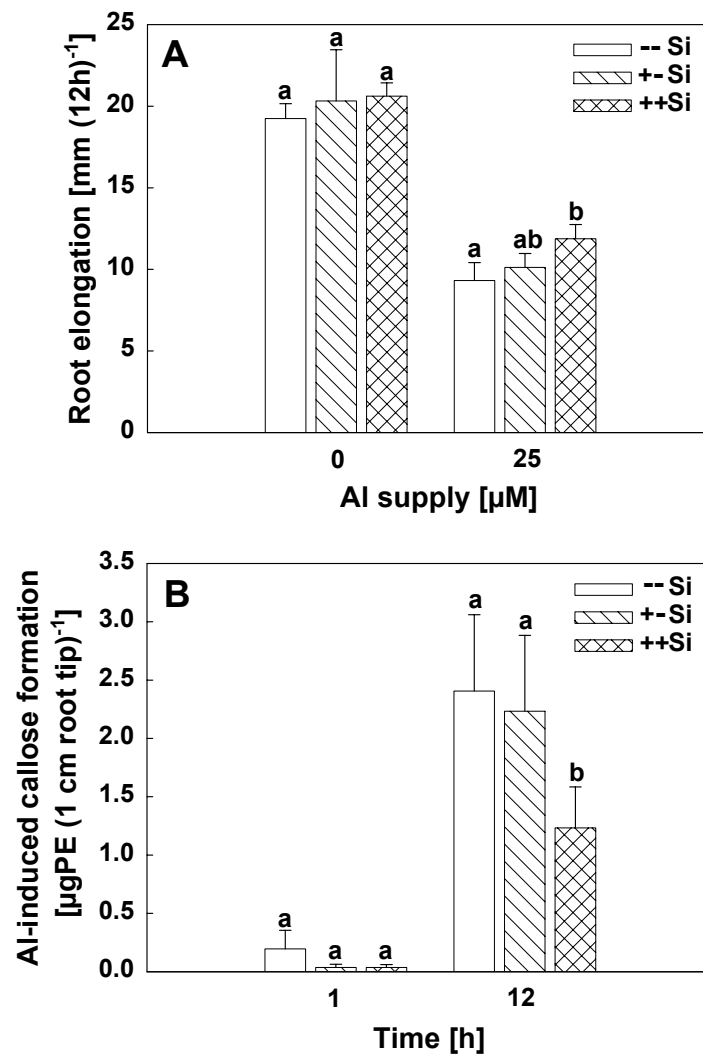 A
-- Si
+- Si
++Si
Root elongation [mm (12h)⁻¹]
25
20
15
10
5
0
a
a
a
a
ab
b
0
25
Al supply [µM]
B
-- Si
+- Si
++Si
Al-induced callose formation
[µgPE (1 cm root tip)⁻¹]
3.5
3.0
2.5
2.0
1.5
1.0
0.5
0.0
a
a
a
a
a
b
1
12
Time [h]